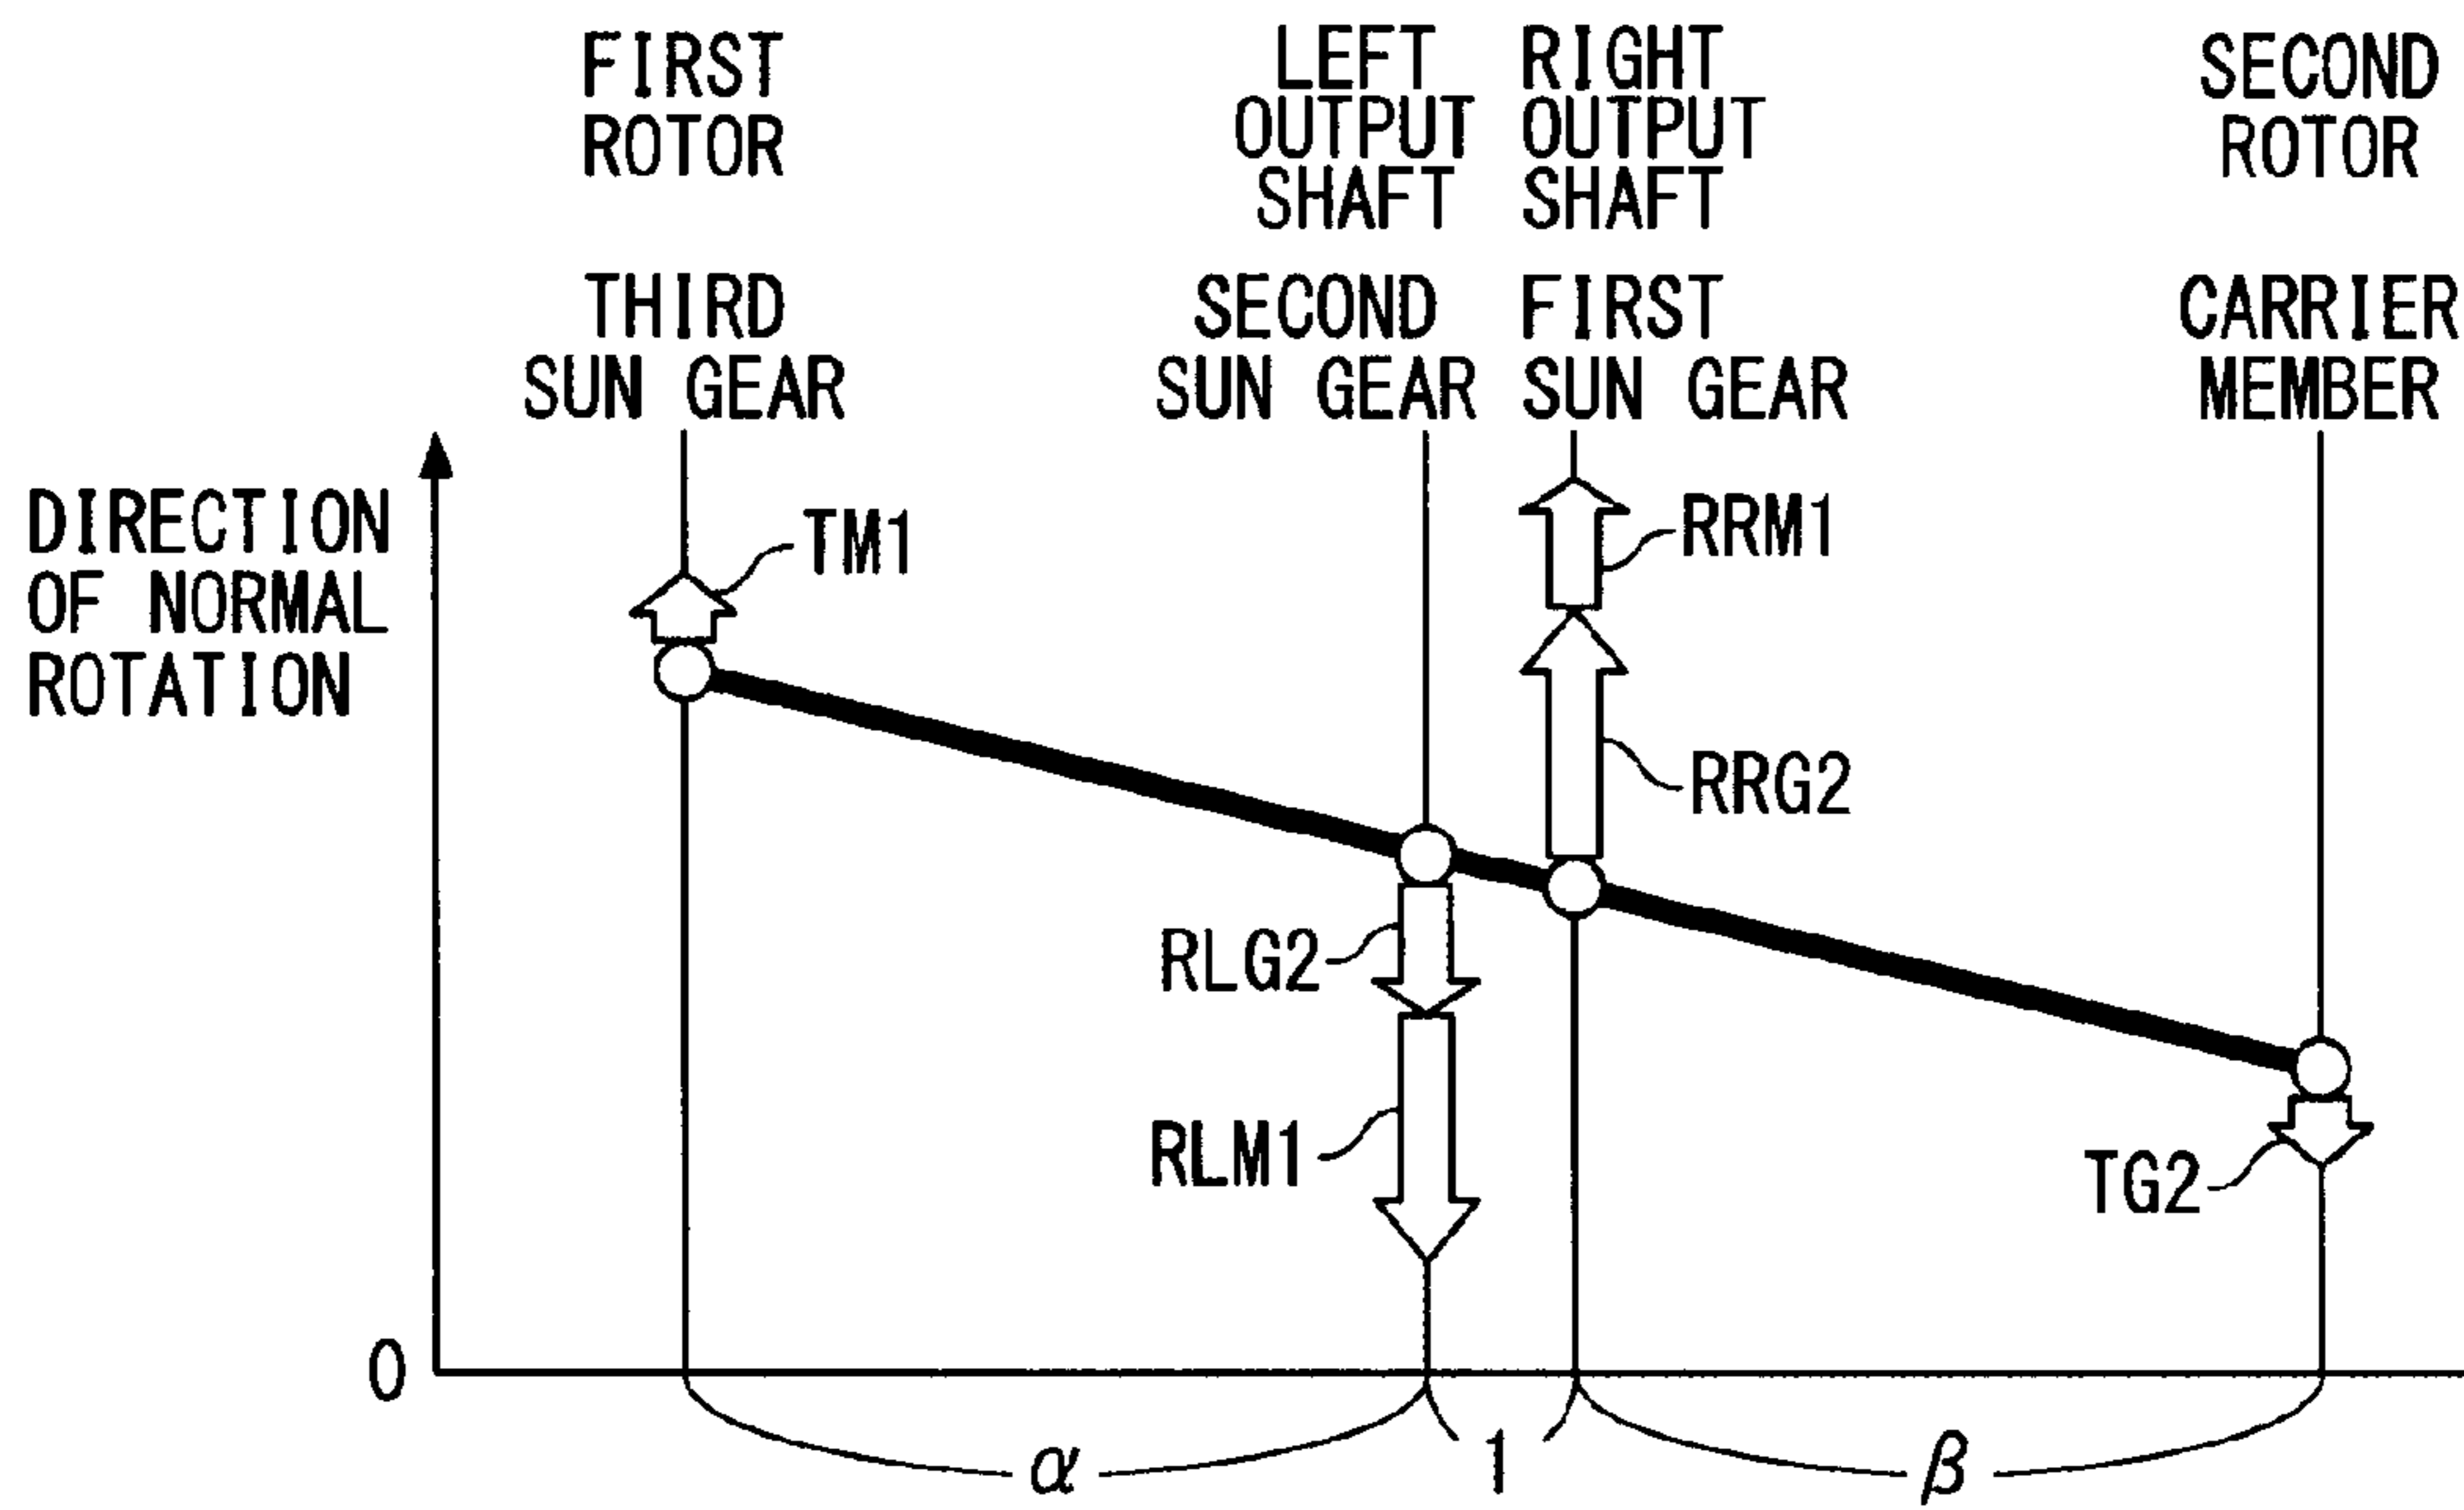 FIRST
ROTOR
LEFT
OUTPUT
SHAFT
RIGHT
OUTPUT
SHAFT
SECOND
ROTOR
THIRD
SUN GEAR
SECOND
SUN GEAR
FIRST
SUN GEAR
CARRIER
MEMBER
DIRECTION
OF NORMAL
ROTATION
TM1
RRM1
RRG2
RLG2
RLM1
TG2
0
α
1
β